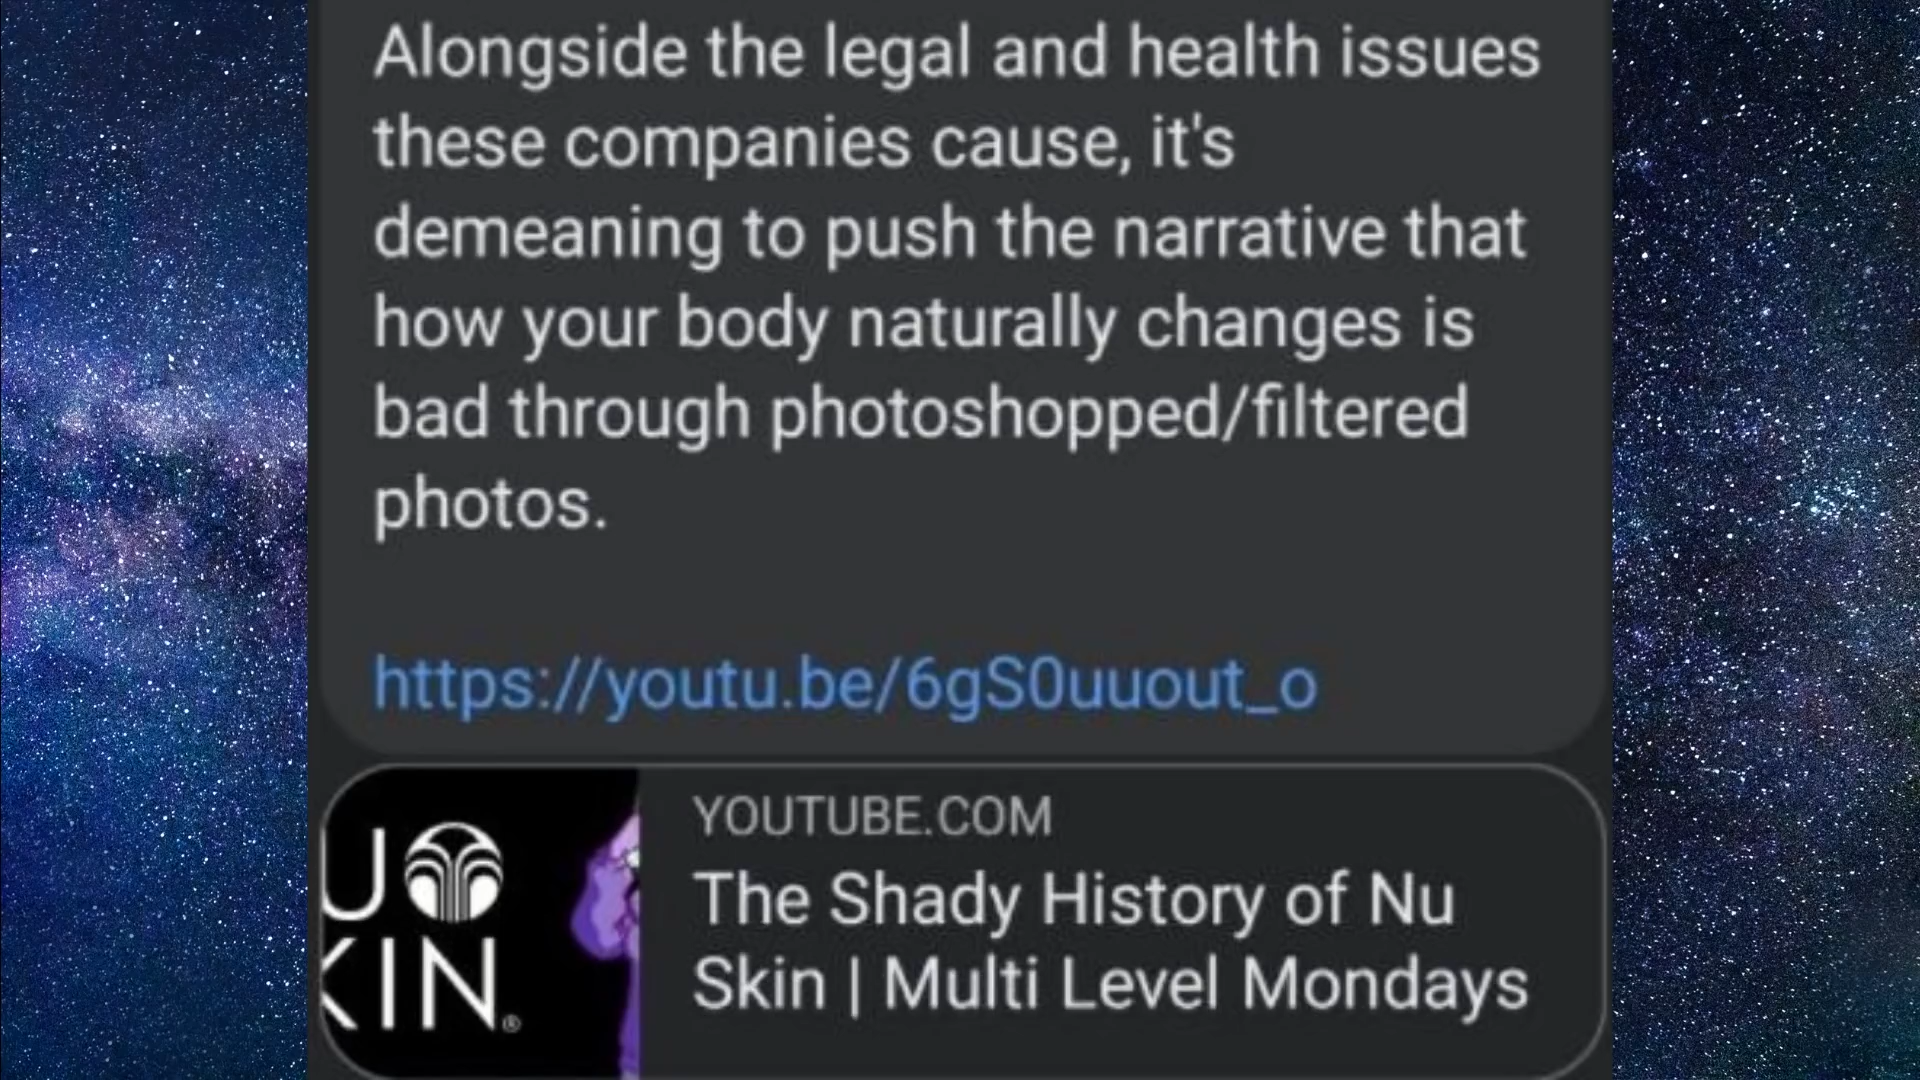 Alongside the legal and health issues
these companies cause, it's
demeaning to push the narrative that
how your body naturally changes is
bad through photoshopped/filtered
photos.
https://youtu.be/6gS0uuout_o
U
KIN®
YOUTUBE.COM
The Shady History of Nu
Skin | Multi Level Mondays